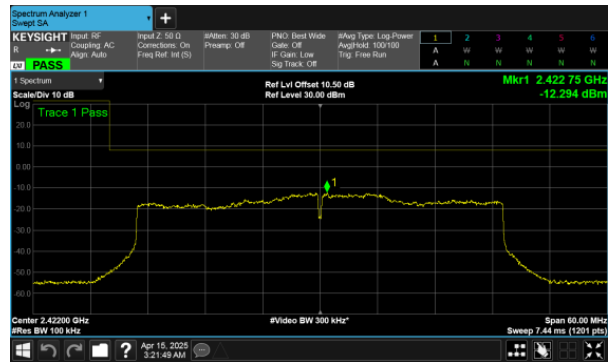 Spectrum Analyzer 1
Swept SA
+
KEYSIGHT Input: RF Input Z: 50 Ω #Atten: 30 dB PNO: Best Wide #Avg Type: Log-Power 1 2 3 4 5 6
R Coupling: AC Corrections: On Preamp: Off Gate: Off Avg|Hold: 100/100 A W W W W W
Align: Auto Freq Ref: Int (S) IF Gain: Low Trig: Free Run
PASS Sig Track: Off A N N N N N
1 Spectrum Ref Lvl Offset 10.50 dB Mkr1 2.422 75 GHz
Scale/Div 10 dB Ref Level 30.00 dBm -12.294 dBm
Log
Trace 1 Pass
20.0
10.0
0.00
1
-10.0
-20.0
-30.0
-40.0
-50.0
-60.0
Center 2.42200 GHz #Video BW 300 kHz* Span 60.00 MHz
#Res BW 100 kHz Sweep 7.44 ms (1201 pts)
? Apr 15, 2025
3:21:49 AM